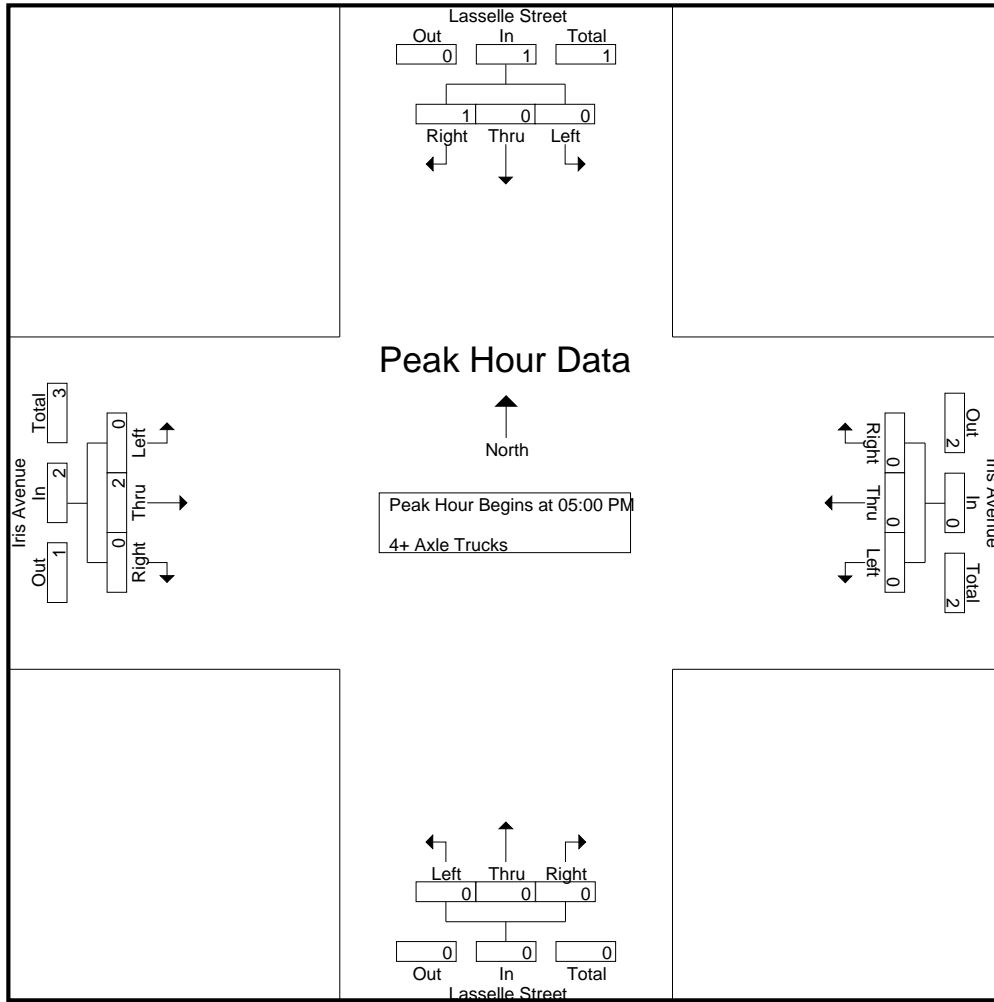 Lasselle Street
Out In Total
0 1 1
1 0 0
Right Thru Left
Peak Hour Data
North
Peak Hour Begins at 05:00 PM
4+ Axle Trucks
Iris Avenue
Total In Out
3 2 1
0 2 0
Left Thru Right
Iris Avenue
Out In Total
2 0 2
0 0 0
Right Thru Left
Left Thru Right
0 0 0
0 0 0
Out In Total
Lasselle Street